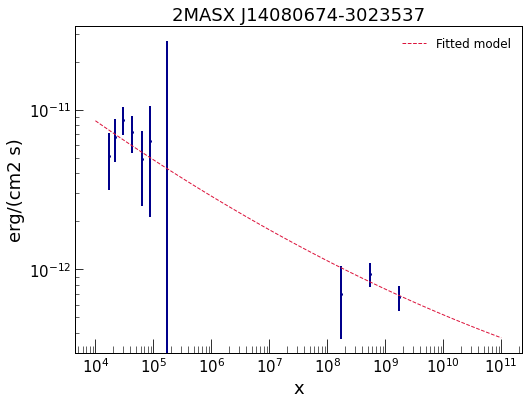 2MASX J14080674-3023537
Fitted model
erg/(cm2 s)
10⁻¹¹
10⁻¹²
10⁴ 10⁵ 10⁶ 10⁷ 10⁸ 10⁹ 10¹⁰ 10¹¹
x